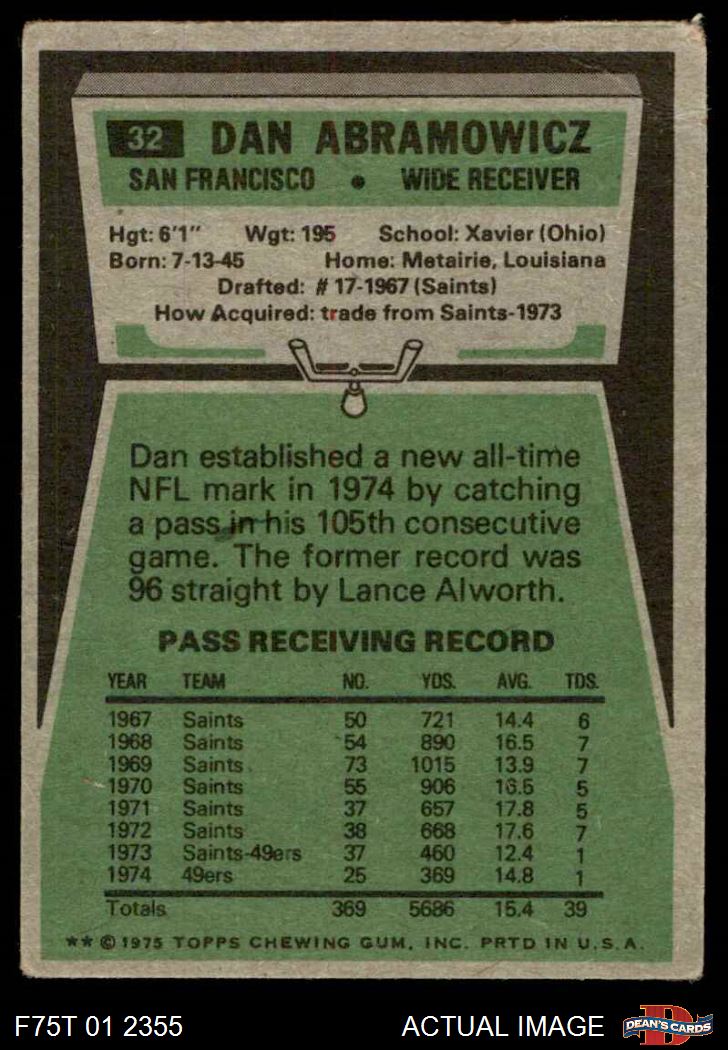 32 DAN ABRAMOWICZ
SAN FRANCISCO • WIDE RECEIVER
Hgt: 6'1" Wgt: 195 School: Xavier (Ohio)
Born: 7-13-45 Home: Metairie, Louisiana
Drafted: # 17-1967 (Saints)
How Acquired: trade from Saints-1973
Dan established a new all-time
NFL mark in 1974 by catching
a pass in his 105th consecutive
game. The former record was
96 straight by Lance Alworth.
PASS RECEIVING RECORD
YEAR TEAM NO. YDS. AVG. TDS.
1967 Saints 50 721 14.4 6
1968 Saints 54 890 16.5 7
1969 Saints 73 1015 13.9 7
1970 Saints 55 906 16.5 5
1971 Saints 37 657 17.8 5
1972 Saints 38 668 17.6 7
1973 Saints-49ers 37 460 12.4 1
1974 49ers 25 369 14.8 1
Totals 369 5686 15.4 39
** © 1975 TOPPS CHEWING GUM, INC. PRTD IN U.S.A.
F75T 01 2355 ACTUAL IMAGE D DEAN'S CARDS